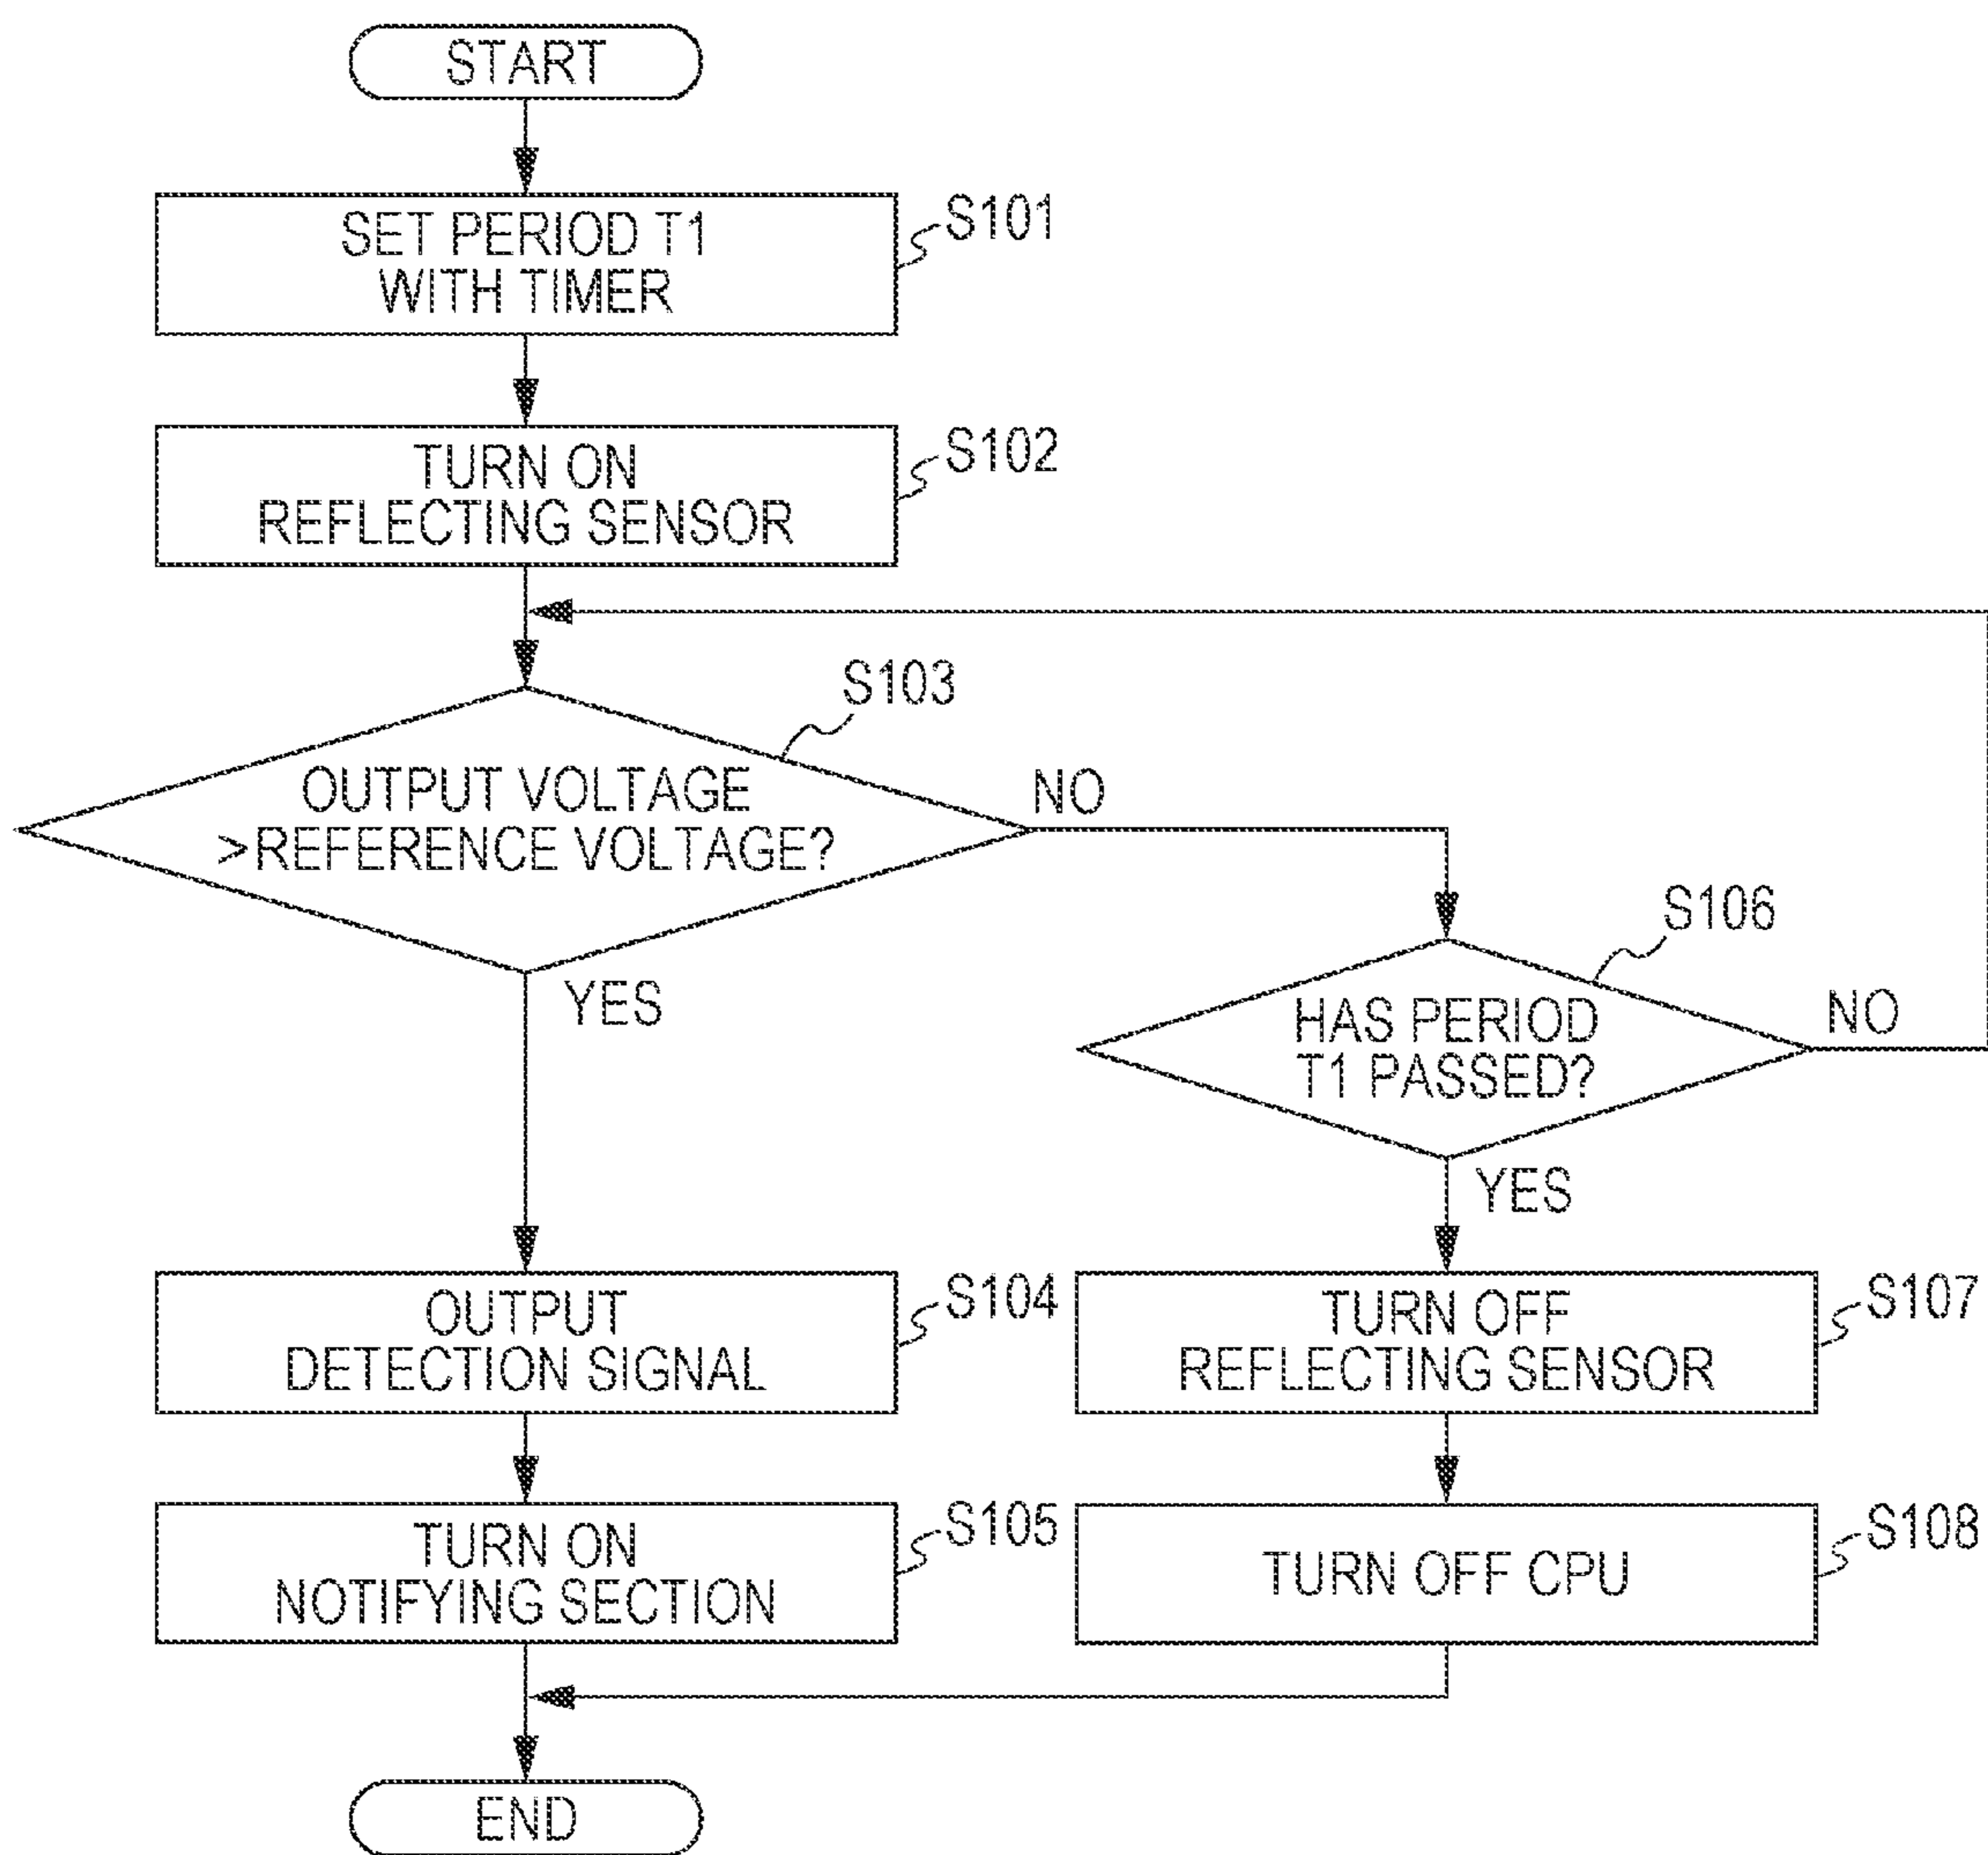 START
SET PERIOD T1
WITH TIMER
S101
TURN ON
REFLECTING SENSOR
S102
S103
OUTPUT VOLTAGE
>REFERENCE VOLTAGE?
NO
YES
S106
HAS PERIOD
T1 PASSED?
NO
YES
OUTPUT
DETECTION SIGNAL
S104
TURN OFF
REFLECTING SENSOR
S107
TURN ON
NOTIFYING SECTION
S105
TURN OFF CPU
S108
END